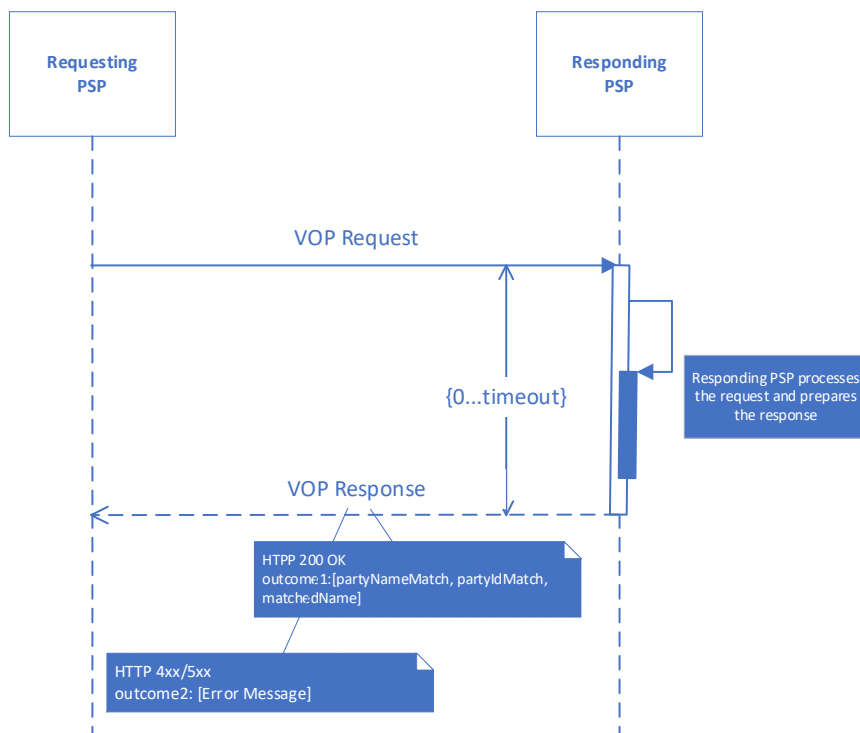 Requesting
PSP
Responding
PSP
VOP Request
{0...timeout}
Responding PSP processes
the request and prepares
the response
VOP Response
HTPP 200 OK
outcome1:[partyNameMatch, partyIdMatch,
matchedName]
HTTP 4xx/5xx
outcome2: [Error Message]